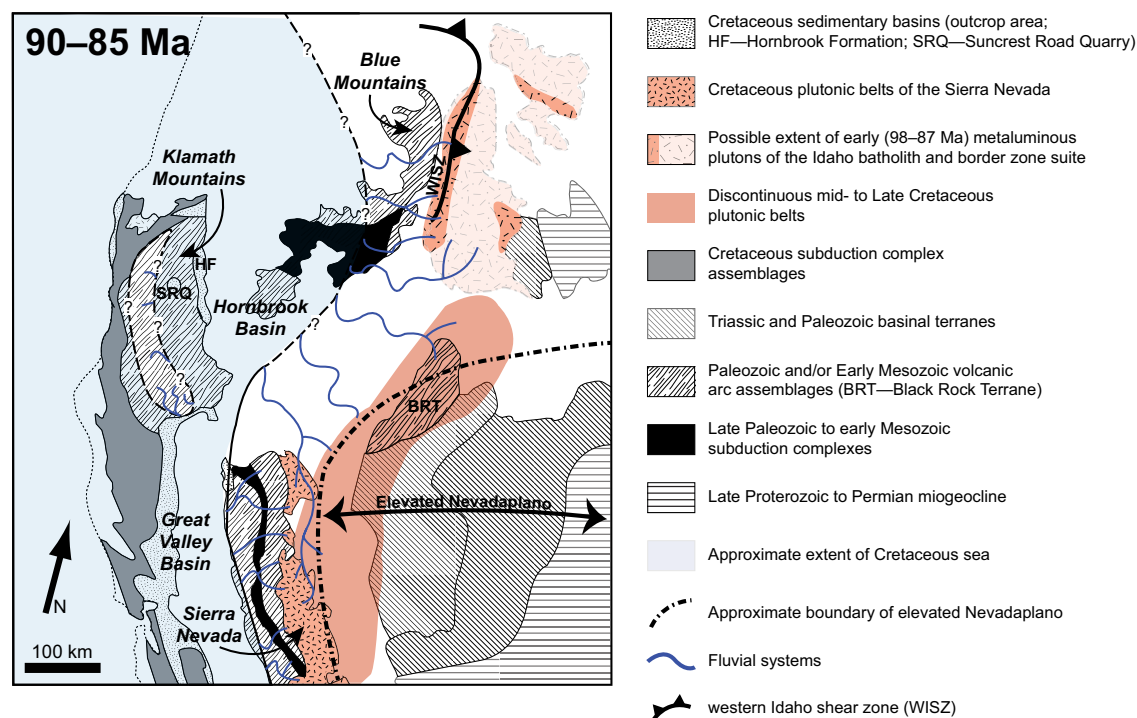 90–85 Ma
Blue
Mountains
Klamath
Mountains
WISZ
HF
SRQ
Hornbrook
Basin
BRT
Elevated Nevadaplano
Great
Valley
Basin
Sierra
Nevada
N
100 km
?
?
?
?
?
?
?
?
Cretaceous sedimentary basins (outcrop area;
HF—Hornbrook Formation; SRQ—Suncrest Road Quarry)
Cretaceous plutonic belts of the Sierra Nevada
Possible extent of early (98–87 Ma) metaluminous
plutons of the Idaho batholith and border zone suite
Discontinuous mid- to Late Cretaceous
plutonic belts
Cretaceous subduction complex
assemblages
Triassic and Paleozoic basinal terranes
Paleozoic and/or Early Mesozoic volcanic
arc assemblages (BRT—Black Rock Terrane)
Late Paleozoic to early Mesozoic
subduction complexes
Late Proterozoic to Permian miogeocline
Approximate extent of Cretaceous sea
Approximate boundary of elevated Nevadaplano
Fluvial systems
western Idaho shear zone (WISZ)